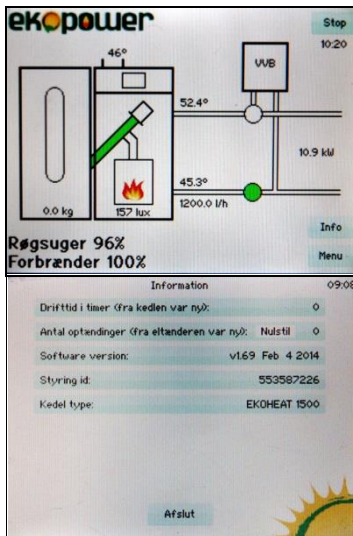 ekopower
Stop
10:20
46°
VVB
52.4°
10.9 kW
45.3°
0.0 kg
157 lux
1200.0 l/h
Info
Røgsuger 96%
Forbrænder 100%
Menu
Information
09:08
Drifttid i timer (fra kedlen var ny): 0
Antal optændinger (fra eltænderen var ny): Nulstil 0
Software version: v1.69 Feb 4 2014
Styring id: 553587226
Kedel type: EKOHEAT 1500
Afslut